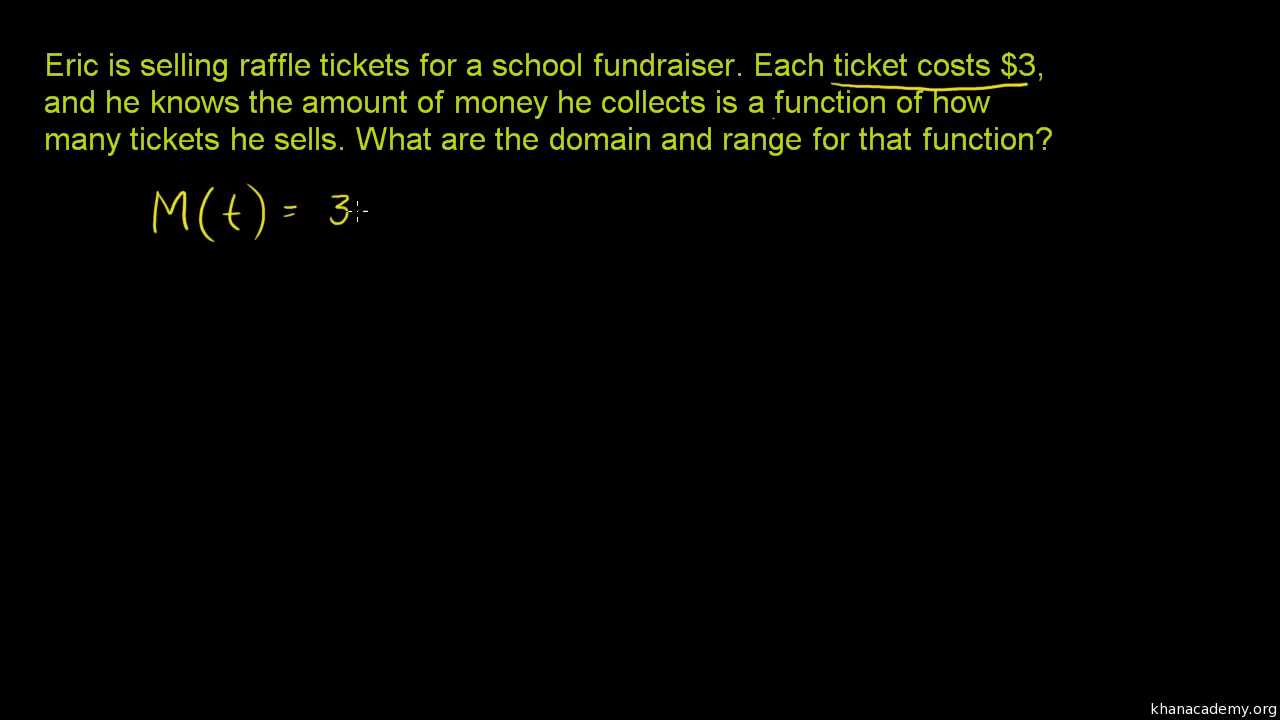 Eric is selling raffle tickets for a school fundraiser. Each ticket costs $3,
and he knows the amount of money he collects is a function of how
many tickets he sells. What are the domain and range for that function?
M(t) = 3
khanacademy.org